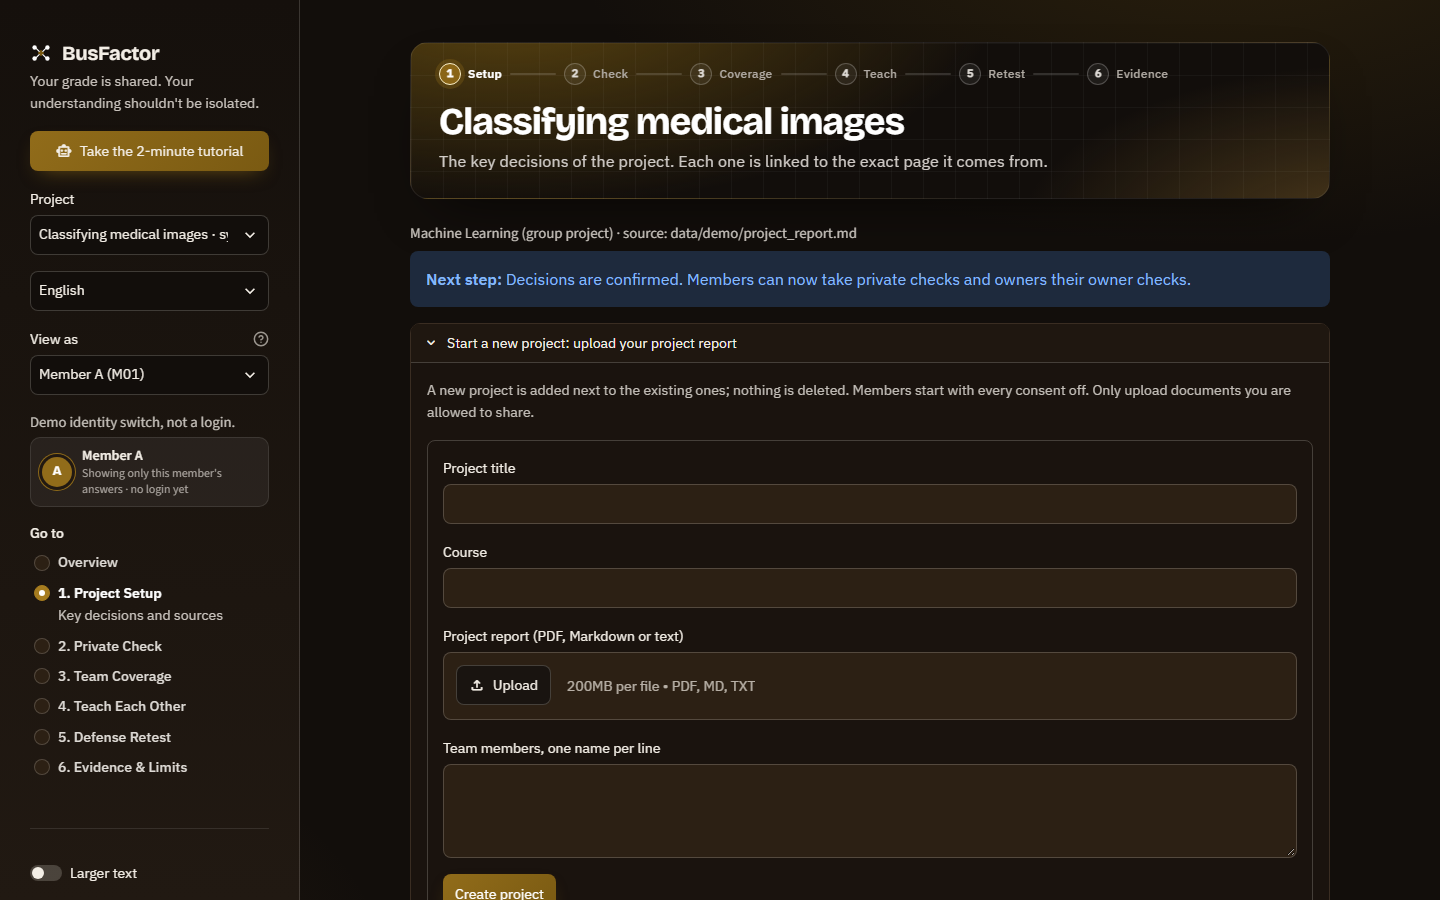 BusFactor
Your grade is shared. Your
understanding shouldn't be isolated.
Take the 2-minute tutorial
Project
Classifying medical images · sy
English
View as
Member A (M01)
Demo identity switch, not a login.
A
Member A
Showing only this member's
answers · no login yet
Go to
Overview
1. Project Setup
Key decisions and sources
2. Private Check
3. Team Coverage
4. Teach Each Other
5. Defense Retest
6. Evidence & Limits
Larger text
1 Setup 2 Check 3 Coverage 4 Teach 5 Retest 6 Evidence
Classifying medical images
The key decisions of the project. Each one is linked to the exact page it comes from.
Machine Learning (group project) · source: data/demo/project_report.md
Next step: Decisions are confirmed. Members can now take private checks and owners their owner checks.
Start a new project: upload your project report
A new project is added next to the existing ones; nothing is deleted. Members start with every consent off. Only upload documents you are
allowed to share.
Project title
Course
Project report (PDF, Markdown or text)
Upload 200MB per file • PDF, MD, TXT
Team members, one name per line
Create project